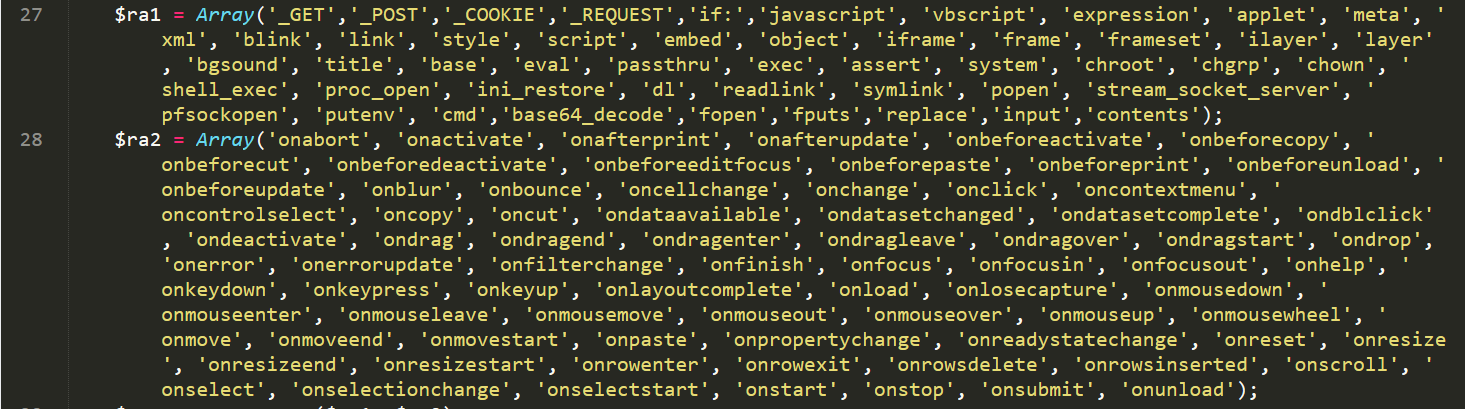 27 $ra1 = Array('_GET','_POST','_COOKIE','_REQUEST','if:','javascript', 'vbscript', 'expression', 'applet', 'meta', '
xml', 'blink', 'link', 'style', 'script', 'embed', 'object', 'iframe', 'frame', 'frameset', 'ilayer', 'layer'
, 'bgsound', 'title', 'base', 'eval', 'passthru', 'exec', 'assert', 'system', 'chroot', 'chgrp', 'chown', '
shell_exec', 'proc_open', 'ini_restore', 'dl', 'readlink', 'symlink', 'popen', 'stream_socket_server', '
pfsockopen', 'putenv', 'cmd','base64_decode','fopen','fputs','replace','input','contents');
28 $ra2 = Array('onabort', 'onactivate', 'onafterprint', 'onafterupdate', 'onbeforeactivate', 'onbeforecopy', '
onbeforecut', 'onbeforedeactivate', 'onbeforeeditfocus', 'onbeforepaste', 'onbeforeprint', 'onbeforeunload', '
onbeforeupdate', 'onblur', 'onbounce', 'oncellchange', 'onchange', 'onclick', 'oncontextmenu', '
oncontrolselect', 'oncopy', 'oncut', 'ondataavailable', 'ondatasetchanged', 'ondatasetcomplete', 'ondblclick'
, 'ondeactivate', 'ondrag', 'ondragend', 'ondragenter', 'ondragleave', 'ondragover', 'ondragstart', 'ondrop',
'onerror', 'onerrorupdate', 'onfilterchange', 'onfinish', 'onfocus', 'onfocusin', 'onfocusout', 'onhelp', '
onkeydown', 'onkeypress', 'onkeyup', 'onlayoutcomplete', 'onload', 'onlosecapture', 'onmousedown', '
onmouseenter', 'onmouseleave', 'onmousemove', 'onmouseout', 'onmouseover', 'onmouseup', 'onmousewheel', '
onmove', 'onmoveend', 'onmovestart', 'onpaste', 'onpropertychange', 'onreadystatechange', 'onreset', 'onresize
', 'onresizeend', 'onresizestart', 'onrowenter', 'onrowexit', 'onrowsdelete', 'onrowsinserted', 'onscroll', '
onselect', 'onselectionchange', 'onselectstart', 'onstart', 'onstop', 'onsubmit', 'onunload');